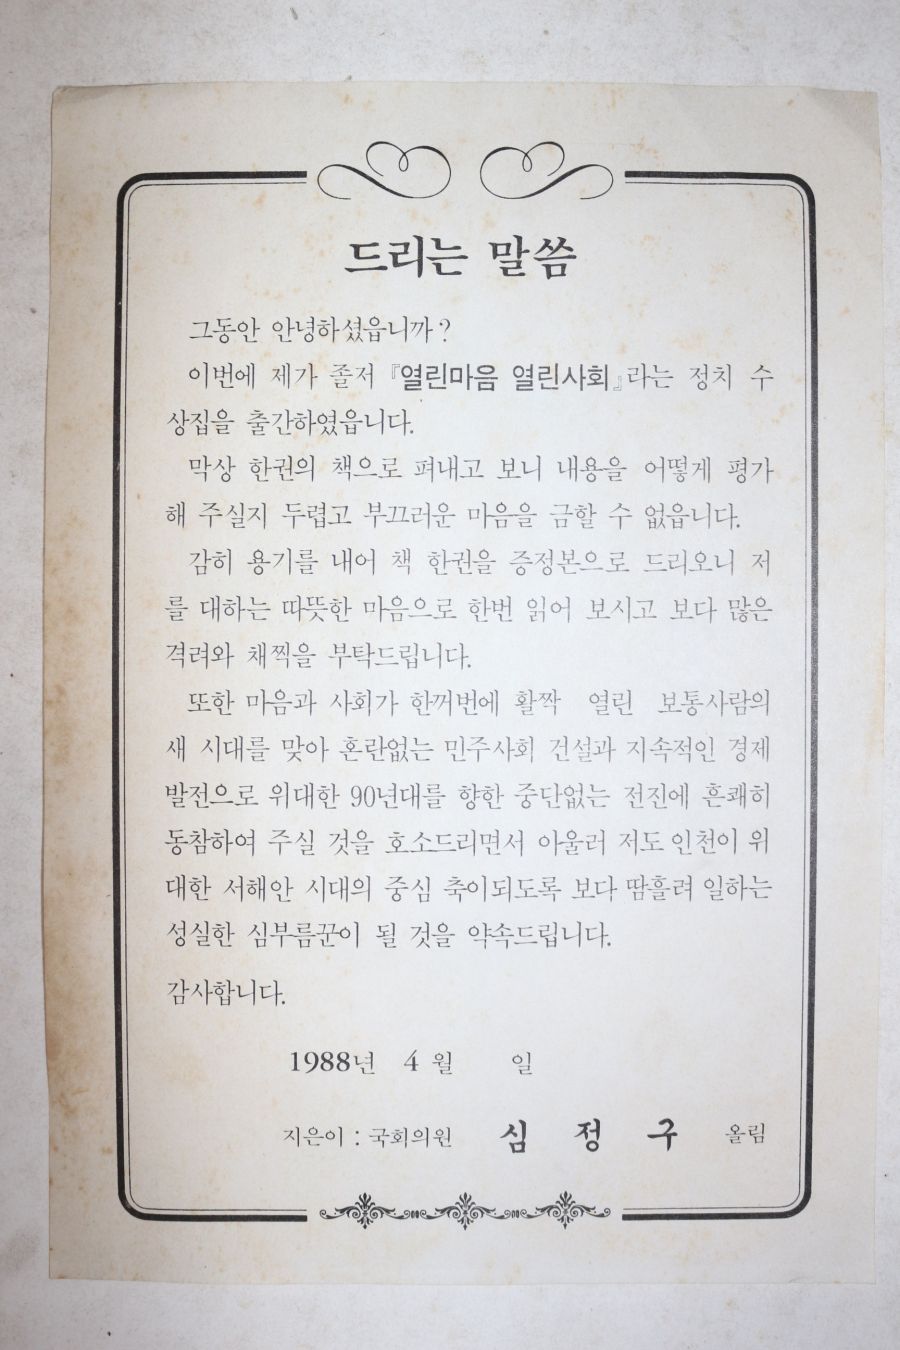 드리는 말씀
그동안 안녕하셨읍니까?
이번에 제가 졸저 『열린마음 열린사회』라는 정치 수
상집을 출간하였읍니다.
막상 한권의 책으로 펴내고 보니 내용을 어떻게 평가
해 주실지 두렵고 부끄러운 마음을 금할 수 없읍니다.
감히 용기를 내어 책 한권을 증정본으로 드리오니 저
를 대하는 따뜻한 마음으로 한번 읽어 보시고 보다 많은
격려와 채찍을 부탁드립니다.
또한 마음과 사회가 한꺼번에 활짝 열린 보통사람의
새 시대를 맞아 혼란없는 민주사회 건설과 지속적인 경제
발전으로 위대한 90년대를 향한 중단없는 전진에 흔쾌히
동참하여 주실 것을 호소드리면서 아울러 저도 인천이 위
대한 서해안 시대의 중심 축이되도록 보다 땀흘려 일하는
성실한 심부름꾼이 될 것을 약속드립니다.
감사합니다.
1988년 4월 일
지은이 : 국회의원 심 정 구 올림